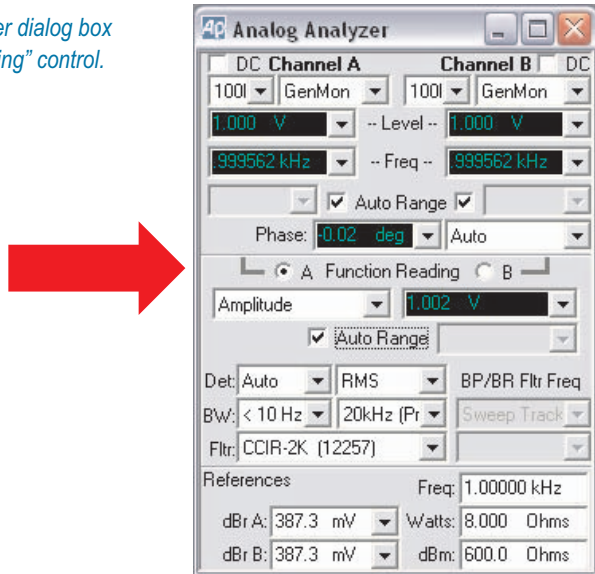 er dialog box
ing" control.
AP Analog Analyzer
DC Channel A Channel B DC
100l GenMon 100l GenMon
1.000 V -- Level -- 1.000 V
.999562 kHz -- Freq -- .999562 kHz
Auto Range
Phase: -0.02 deg Auto
A Function Reading B
Amplitude 1.002 V
Auto Range
Det: Auto RMS BP/BR Fltr Freq
BW: < 10 Hz 20kHz (Pr Sweep Track
Fltr: CCIR-2K (12257)
References Freq: 1.00000 kHz
dBr A: 387.3 mV Watts: 8.000 Ohms
dBr B: 387.3 mV dBm: 600.0 Ohms